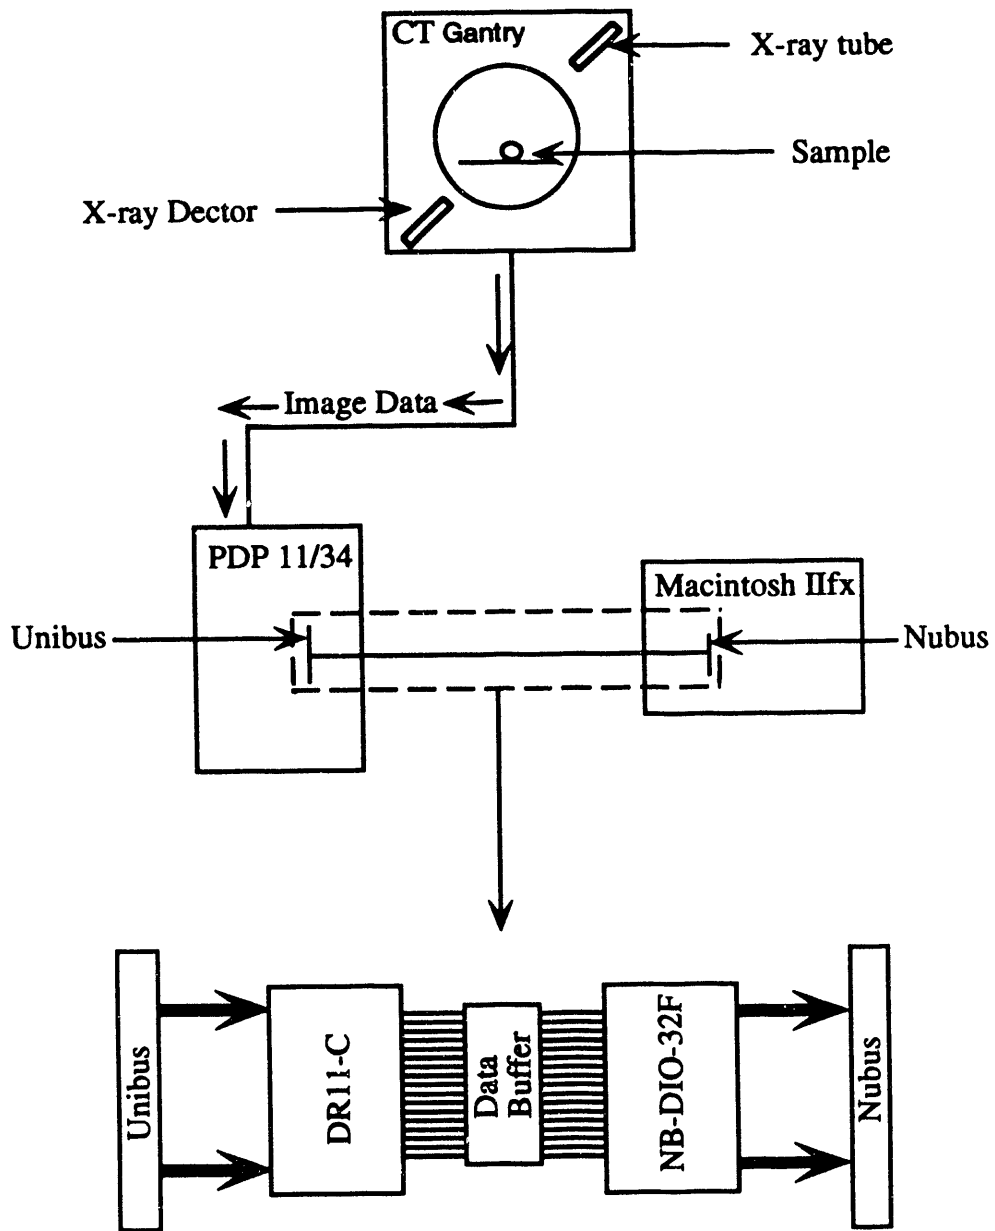 CT Gantry
X-ray tube
Sample
X-ray Dector
Image Data
PDP 11/34
Macintosh IIfx
Unibus
Nubus
Unibus
DR11-C
Data
Buffer
NB-DIO-32F
Nubus